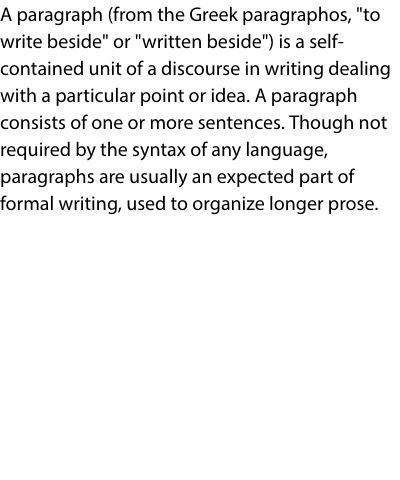 A paragraph (from the Greek paragraphos, "to
write beside" or "written beside") is a self-
contained unit of a discourse in writing dealing
with a particular point or idea. A paragraph
consists of one or more sentences. Though not
required by the syntax of any language,
paragraphs are usually an expected part of
formal writing, used to organize longer prose.